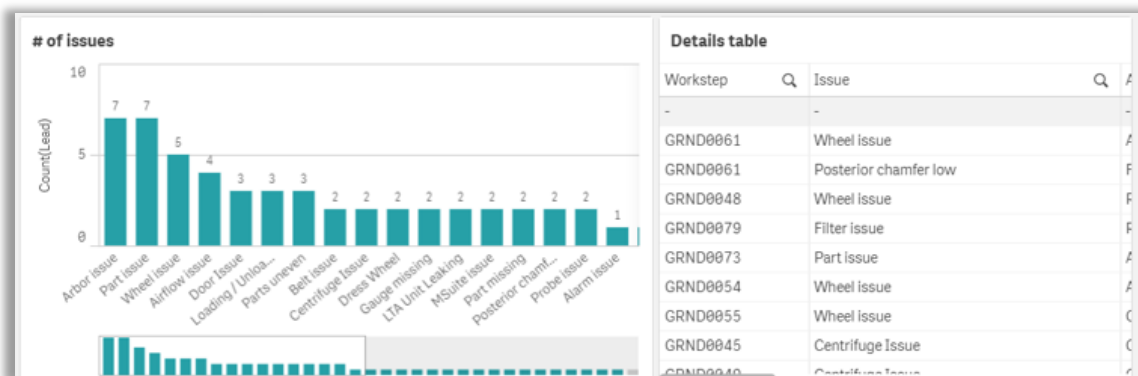 # of issues
10
5
0
Count(Lead)
7
7
5
4
3
3
3
2
2
2
2
2
2
2
2
2
1
Arbor issue
Part issue
Wheel issue
Airflow issue
Door Issue
Loading / Unloa...
Parts uneven
Belt issue
Centrifuge Issue
Dress Wheel
Gauge missing
LTA Unit Leaking
MSuite issue
Part missing
Posterior chamf...
Probe issue
Alarm issue
Details table
Workstep Issue
- - -
GRND0061 Wheel issue
GRND0061 Posterior chamfer low
GRND0048 Wheel issue
GRND0079 Filter issue
GRND0073 Part issue
GRND0054 Wheel issue
GRND0055 Wheel issue
GRND0045 Centrifuge Issue